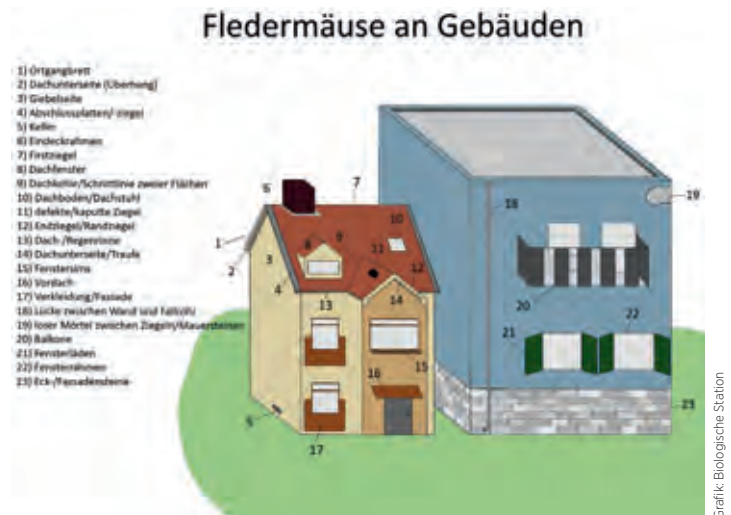 Fledermäuse an Gebäuden
1) Ortgangbrett
2) Dachunterseite (Überhang)
3) Giebelseite
4) Abschlussplatten/-ziegel
5) Keller
6) Eindeckrahmen
7) Firstziegel
8) Dachfenster
9) Dachkehle/Schnittlinie zweier Flächen
10) Dachboden/Dachstuhl
11) defekte/kaputte Ziegel
12) Endziegel/Randziegel
13) Dach-/Regenrinne
14) Dachunterseite/Traufe
15) Fenstersims
16) Vordach
17) Verkleidung/Fassade
18) Lücke zwischen Wand und Fallrohr
19) loser Mörtel zwischen Ziegeln/Mauersteinen
20) Balkone
21) Fensterläden
22) Fensterrahmen
23) Eck-/Fassadensteine
6
7
10
1
2
3
8
9
11
12
4
13
14
15
16
5
17
18
19
20
21
22
23
Grafik: Biologische Station